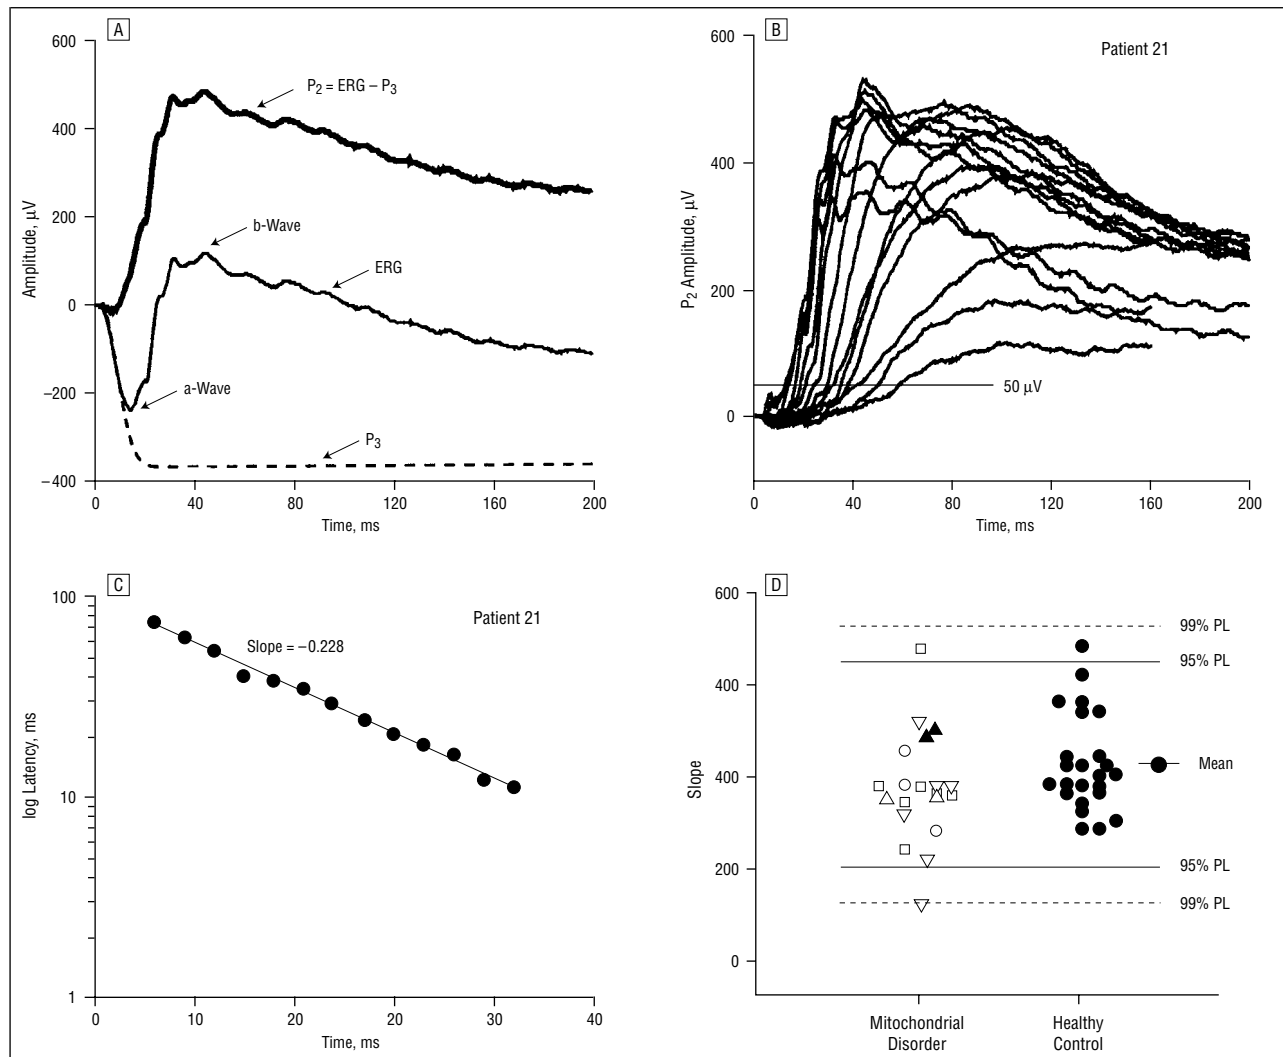 A
600
400
200
0
−200
−400
Amplitude, μV
P2 = ERG – P3
b-Wave
ERG
a-Wave
P3
0 40 80 120 160 200
Time, ms
B
Patient 21
600
400
200
0
P2 Amplitude, μV
50 μV
0 40 80 120 160 200
Time, ms
C
Patient 21
100
10
1
log Latency, ms
Slope = −0.228
0 10 20 20 30 40
Time, ms
D
600
400
200
0
Slope
99% PL
95% PL
Mean
95% PL
99% PL
Mitochondrial
Disorder
Healthy
Control